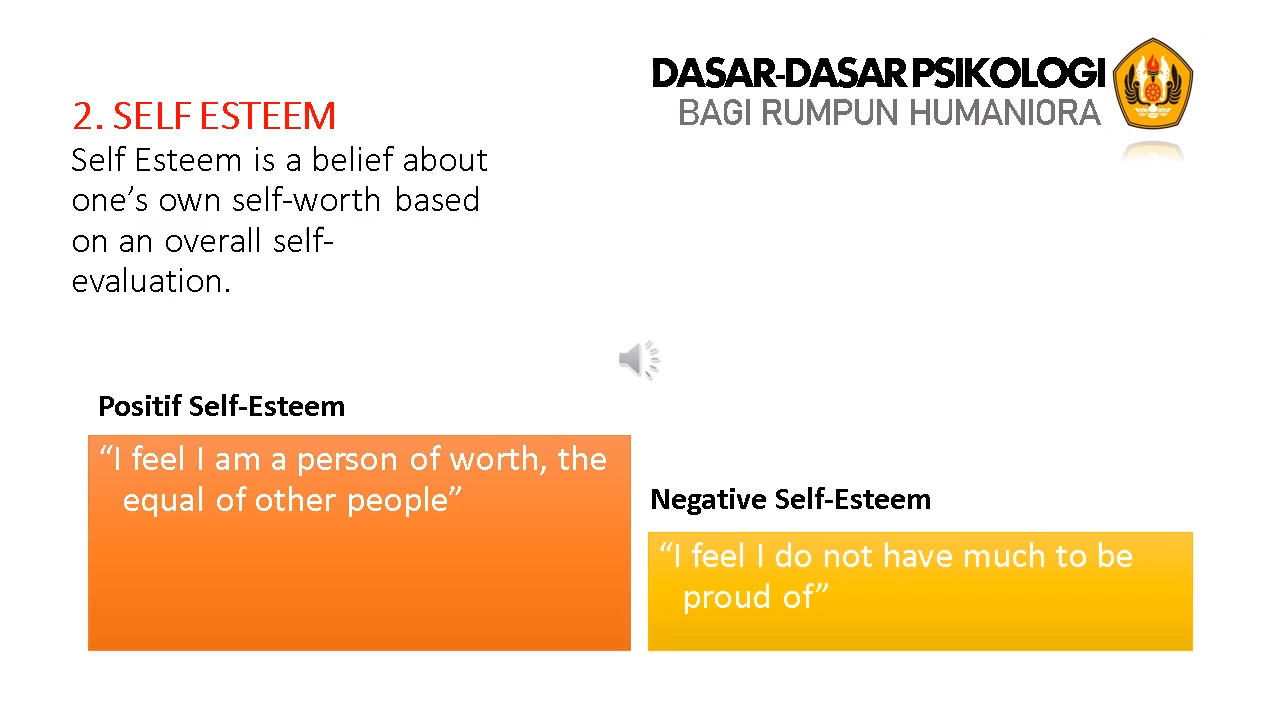 DASAR-DASAR PSIKOLOGI
BAGI RUMPUN HUMANIORA
2. SELF ESTEEM
Self Esteem is a belief about
one’s own self-worth based
on an overall self-
evaluation.
Positif Self-Esteem
“I feel I am a person of worth, the
equal of other people”
Negative Self-Esteem
“I feel I do not have much to be
proud of”